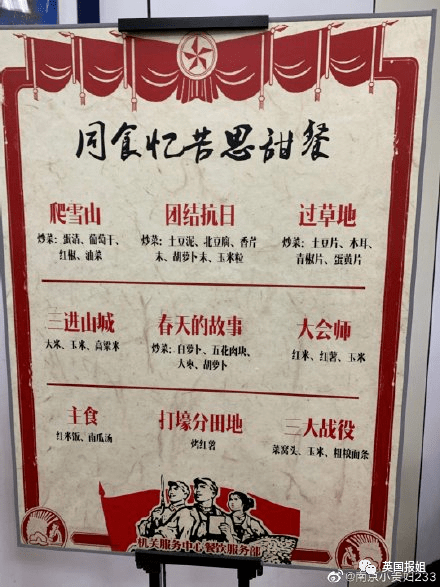 同食忆苦思甜餐
爬雪山
团结抗日
过草地
炒菜：蛋清、葡萄干、
红椒、油菜
炒菜：土豆泥、北豆腐、香芹
末、胡萝卜末、玉米粒
炒菜：土豆片、木耳、
青椒片、蛋黄片
三进山城
春天的故事
大会师
大米、玉米、高粱米
炒菜：白萝卜、五花肉块、
大枣、胡萝卜
红米、红薯、玉米
主食
打壕分田地
三大战役
红米饭、南瓜汤
烤红薯
菜窝头、玉米、粗粮面条
机关服务中心 餐饮服务部
英国报姐
@南京小姜妇233